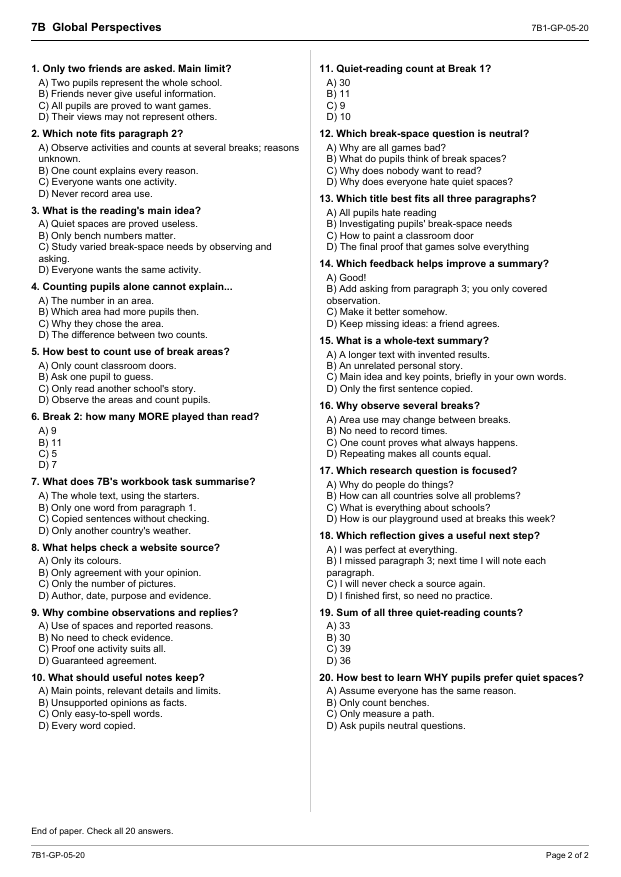 7B Global Perspectives
7B1-GP-05-20
1. Only two friends are asked. Main limit?
A) Two pupils represent the whole school.
B) Friends never give useful information.
C) All pupils are proved to want games.
D) Their views may not represent others.
2. Which note fits paragraph 2?
A) Observe activities and counts at several breaks; reasons
unknown.
B) One count explains every reason.
C) Everyone wants one activity.
D) Never record area use.
3. What is the reading's main idea?
A) Quiet spaces are proved useless.
B) Only bench numbers matter.
C) Study varied break-space needs by observing and
asking.
D) Everyone wants the same activity.
4. Counting pupils alone cannot explain...
A) The number in an area.
B) Which area had more pupils then.
C) Why they chose the area.
D) The difference between two counts.
5. How best to count use of break areas?
A) Only count classroom doors.
B) Ask one pupil to guess.
C) Only read another school's story.
D) Observe the areas and count pupils.
6. Break 2: how many MORE played than read?
A) 9
B) 11
C) 5
D) 7
7. What does 7B's workbook task summarise?
A) The whole text, using the starters.
B) Only one word from paragraph 1.
C) Copied sentences without checking.
D) Only another country's weather.
8. What helps check a website source?
A) Only its colours.
B) Only agreement with your opinion.
C) Only the number of pictures.
D) Author, date, purpose and evidence.
9. Why combine observations and replies?
A) Use of spaces and reported reasons.
B) No need to check evidence.
C) Proof one activity suits all.
D) Guaranteed agreement.
10. What should useful notes keep?
A) Main points, relevant details and limits.
B) Unsupported opinions as facts.
C) Only easy-to-spell words.
D) Every word copied.
11. Quiet-reading count at Break 1?
A) 30
B) 11
C) 9
D) 10
12. Which break-space question is neutral?
A) Why are all games bad?
B) What do pupils think of break spaces?
C) Why does nobody want to read?
D) Why does everyone hate quiet spaces?
13. Which title best fits all three paragraphs?
A) All pupils hate reading
B) Investigating pupils' break-space needs
C) How to paint a classroom door
D) The final proof that games solve everything
14. Which feedback helps improve a summary?
A) Good!
B) Add asking from paragraph 3; you only covered
observation.
C) Make it better somehow.
D) Keep missing ideas: a friend agrees.
15. What is a whole-text summary?
A) A longer text with invented results.
B) An unrelated personal story.
C) Main idea and key points, briefly in your own words.
D) Only the first sentence copied.
16. Why observe several breaks?
A) Area use may change between breaks.
B) No need to record times.
C) One count proves what always happens.
D) Repeating makes all counts equal.
17. Which research question is focused?
A) Why do people do things?
B) How can all countries solve all problems?
C) What is everything about schools?
D) How is our playground used at breaks this week?
18. Which reflection gives a useful next step?
A) I was perfect at everything.
B) I missed paragraph 3; next time I will note each
paragraph.
C) I will never check a source again.
D) I finished first, so need no practice.
19. Sum of all three quiet-reading counts?
A) 33
B) 30
C) 39
D) 36
20. How best to learn WHY pupils prefer quiet spaces?
A) Assume everyone has the same reason.
B) Only count benches.
C) Only measure a path.
D) Ask pupils neutral questions.
End of paper. Check all 20 answers.
7B1-GP-05-20
Page 2 of 2